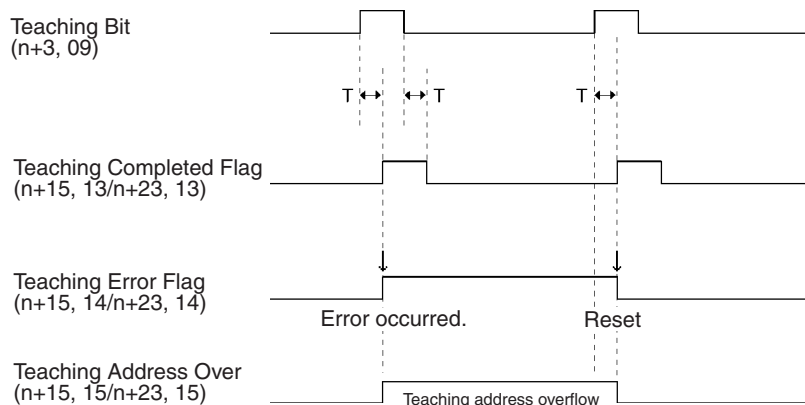 Teaching Bit
(n+3, 09)
T
T
T
Teaching Completed Flag
(n+15, 13/n+23, 13)
Teaching Error Flag
(n+15, 14/n+23, 14)
Error occurred.
Reset
Teaching Address Over
(n+15, 15/n+23, 15)
Teaching address overflow